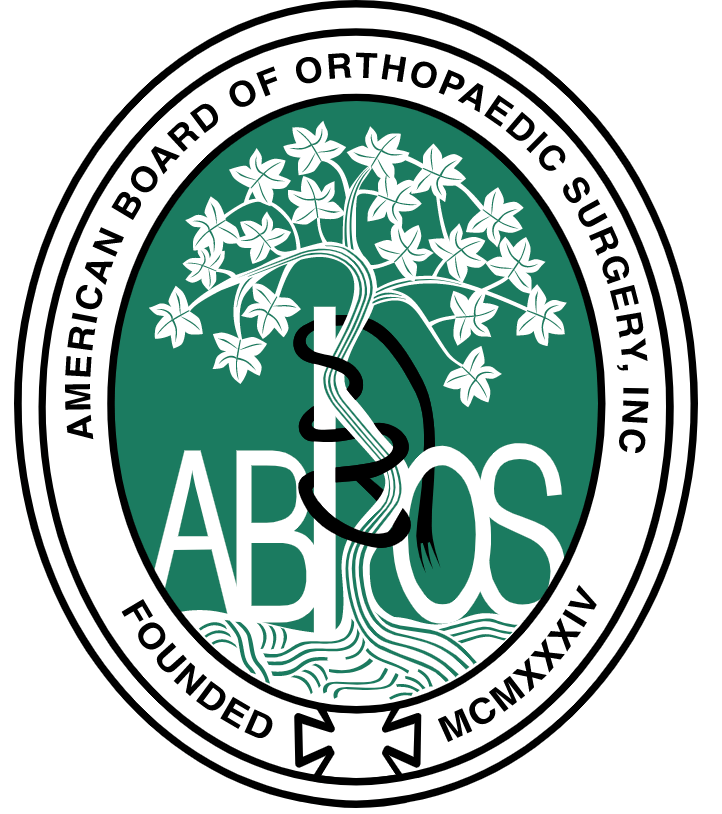 AMERICAN BOARD OF ORTHOPAEDIC SURGERY, INC
ABOS
FOUNDED MCMXXXIV